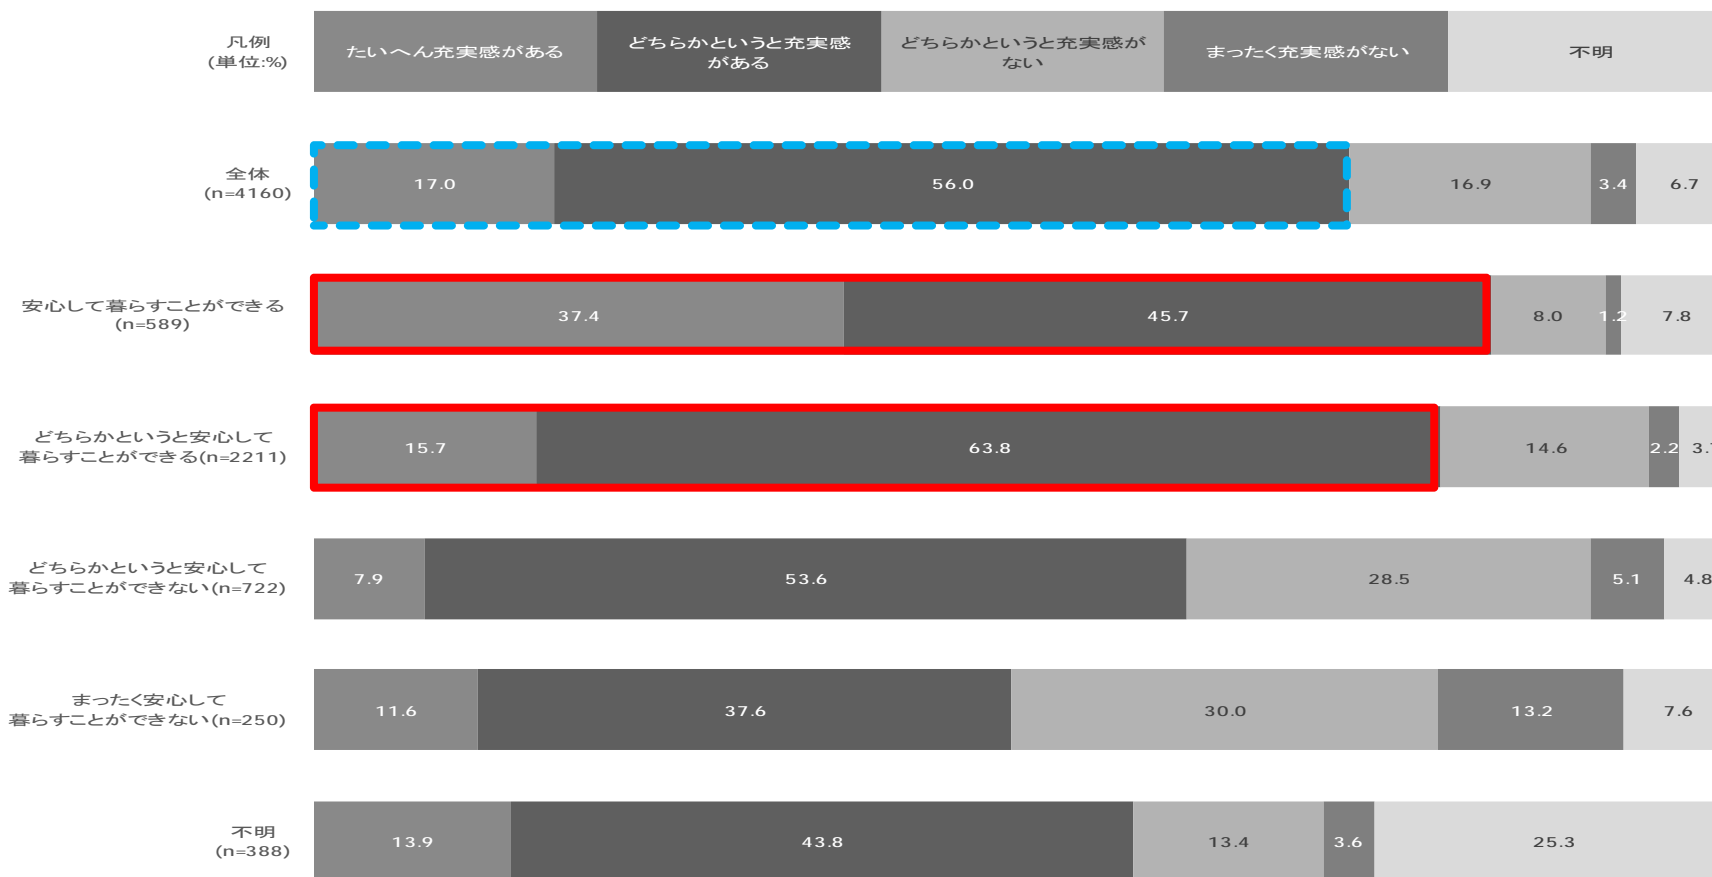 凡例
(単位:%)
たいへん充実感がある
どちらかというと充実感
がある
どちらかというと充実感が
ない
まったく充実感がない
不明
全体
(n=4160)
17.0
56.0
16.9
3.4
6.7
安心して暮らすことができる
(n=589)
37.4
45.7
8.0
1.2
7.8
どちらかというと安心して
暮らすことができる(n=2211)
15.7
63.8
14.6
2.2
どちらかというと安心して
暮らすことができない(n=722)
7.9
53.6
28.5
5.1
4.8
まったく安心して
暮らすことができない(n=250)
11.6
37.6
30.0
13.2
7.6
不明
(n=388)
13.9
43.8
13.4
3.6
25.3